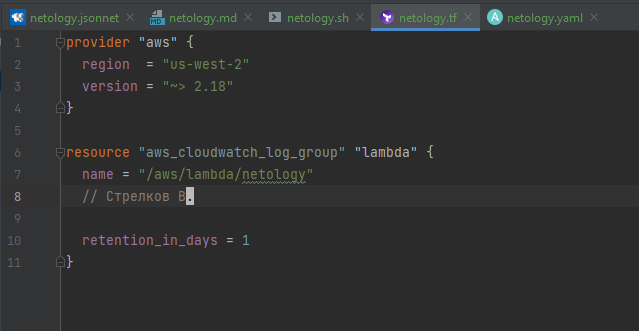 netology.jsonnet netology.md netology.sh netology.tf netology.yaml
1 provider "aws" {
2 region = "us-west-2"
3 version = "~> 2.18"
4 }
5
6 resource "aws_cloudwatch_log_group" "lambda" {
7 name = "/aws/lambda/netology"
8 // Стрелков В.
9
10 retention_in_days = 1
11 }